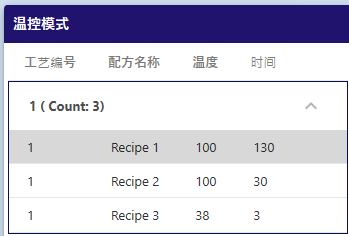 温控模式
工艺编号 配方名称 温度 时间
1 ( Count: 3)
1 Recipe 1 100 130
1 Recipe 2 100 30
1 Recipe 3 38 3